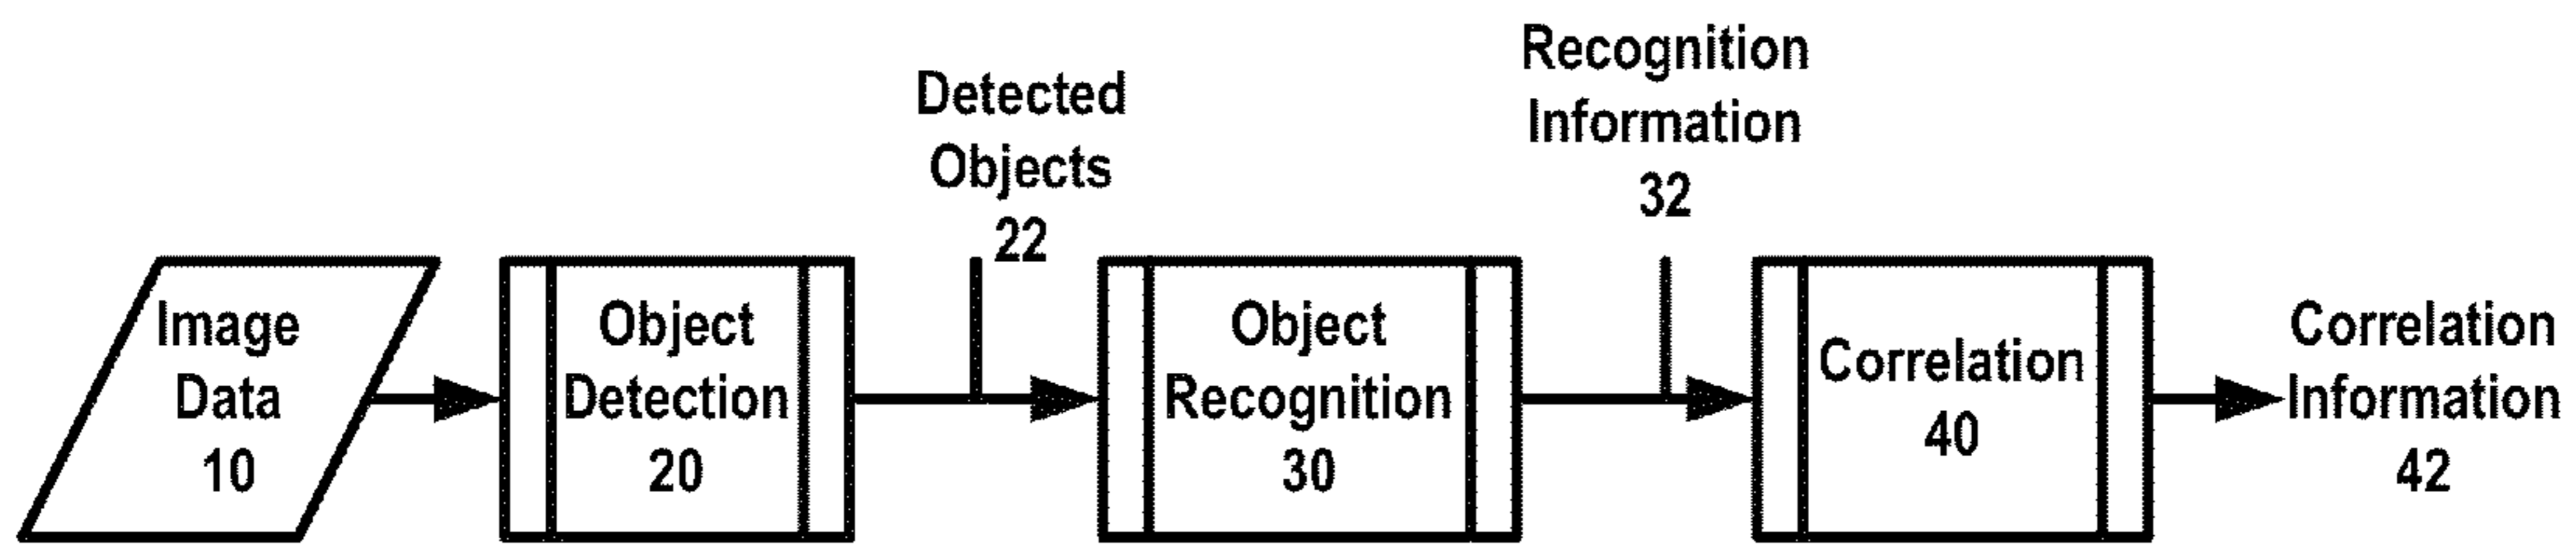 Image
Data
10
Object
Detection
20
Detected
Objects
22
Object
Recognition
30
Recognition
Information
32
Correlation
40
Correlation
Information
42